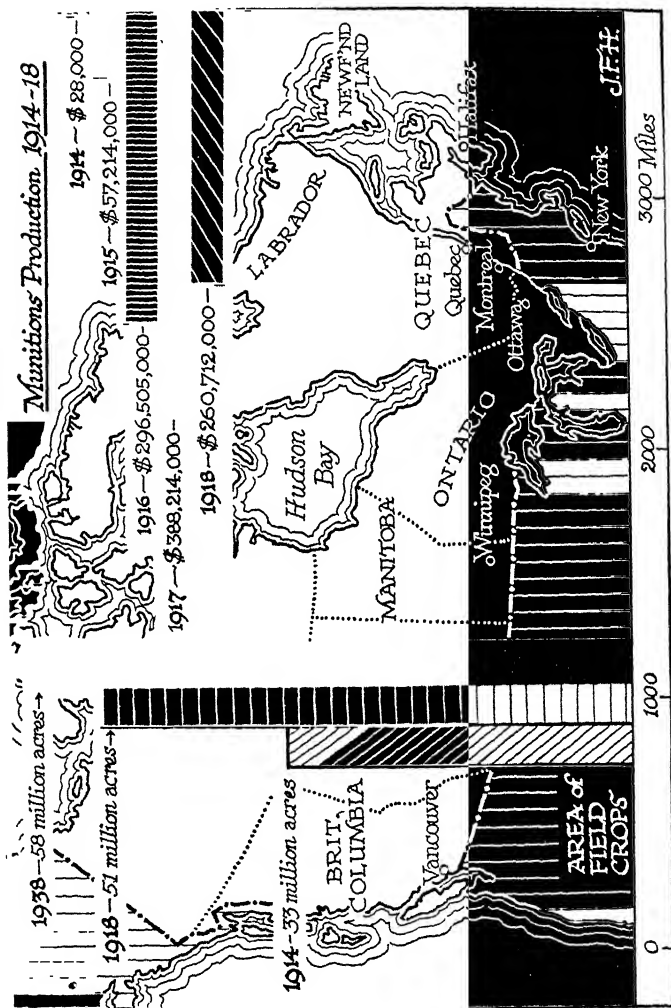 Munitions Production 1914-18
1914—$28,000—
1915—$57,214,000—
1916—$296,505,000-
1917—$388,214,000-
1918—$260,712,000—
1938—58 million acres→
1918—51 million acres→
1914—33 million acres
BRIT.
COLUMBIA
Vancouver
AREA of
FIELD
CROPS
Hudson
Bay
MANITOBA
Winnipeg
ONTARIO
LABRADOR
NEWF'ND
LAND
QUEBEC
Quebec
Montreal
Ottawa
Halifax
New York
J.F.H.
0
1000
2000
3000 Miles